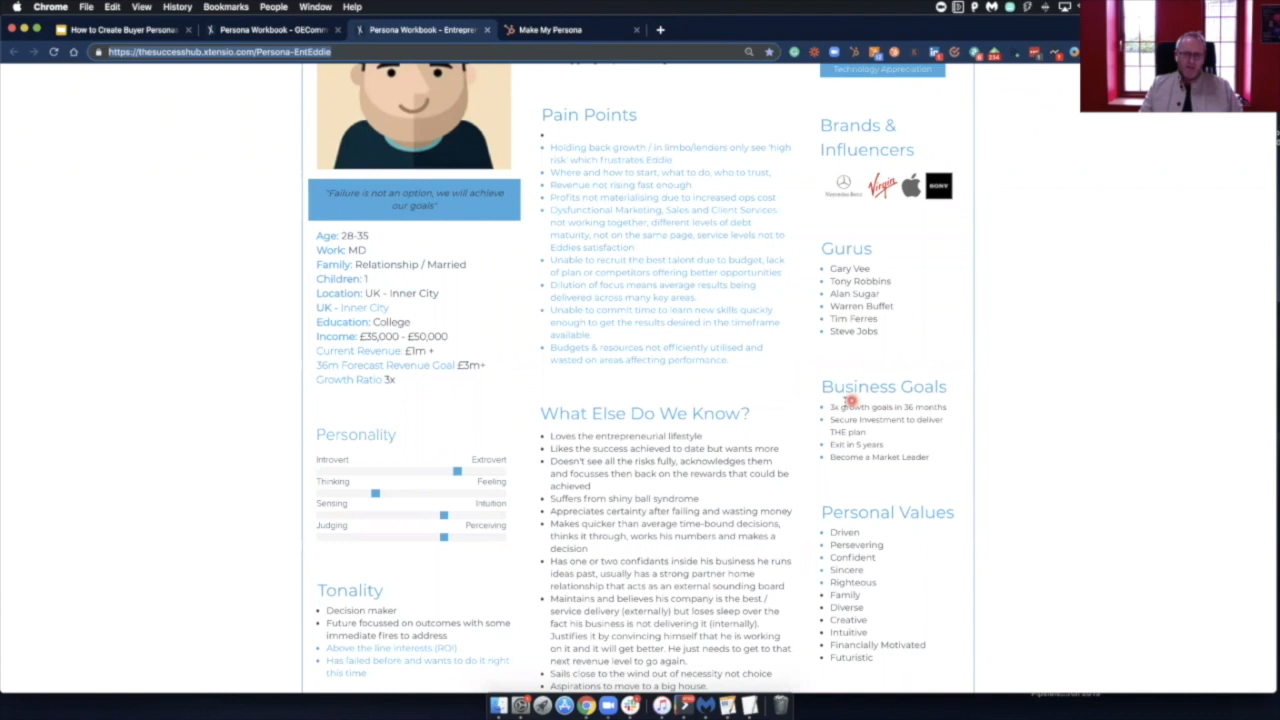 Chrome File Edit View History Bookmarks People Window Help
How to Create Buyer Persona
Persona Workbook - GEComm
Persona Workbook - Entrepre
Make My Persona
https://thesuccesshub.xtensio.com/Persona-EntEddie
"Failure is not an option, we will achieve
our goals"
Age: 28-35
Work: MD
Family: Relationship / Married
Children: 1
Location: UK - Inner City
UK - Inner City
Education: College
Income: £35,000 - £50,000
Current Revenue: £1m +
36m Forecast Revenue Goal £3m+
Growth Ratio 3x
Personality
Introvert Extrovert
Thinking Feeling
Sensing Intuition
Judging Perceiving
Tonality
Decision maker
Future focussed on outcomes with some
immediate fires to address
Above the line interests (ROI)
Has failed before and wants to do it right
this time
Pain Points
Holding back growth / in limbo/lenders only see 'high
risk' which frustrates Eddie
Where and how to start, what to do, who to trust,
Revenue not rising fast enough
Profits not materialising due to increased ops cost
Dysfunctional Marketing, Sales and Client Services
not working together, different levels of debt
maturity, not on the same page, service levels not to
Eddies satisfaction
Unable to recruit the best talent due to budget, lack
of plan or competitors offering better opportunities
Dilution of focus means average results being
delivered across many key areas.
Unable to commit time to learn new skills quickly
enough to get the results desired in the timeframe
available.
Budgets & resources not efficiently utilised and
wasted on areas affecting performance.
What Else Do We Know?
Loves the entrepreneurial lifestyle
Likes the success achieved to date but wants more
Doesn't see all the risks fully, acknowledges them
and focusses then back on the rewards that could be
achieved
Suffers from shiny ball syndrome
Appreciates certainty after failing and wasting money
Makes quicker than average time-bound decisions,
thinks it through, works his numbers and makes a
decision
Has one or two confidants inside his business he runs
ideas past, usually has a strong partner home
relationship that acts as an external sounding board
Maintains and believes his company is the best /
service delivery (externally) but loses sleep over the
fact his business is not delivering it (internally).
Justifies it by convincing himself that he is working
on it and it will get better. He just needs to get to that
next revenue level to go again.
Sails close to the wind out of necessity not choice
Aspirations to move to a big house.
Technology Appreciation
Brands &
Influencers
Mercedes-Benz Virgin SONY
Gurus
Gary Vee
Tony Robbins
Alan Sugar
Warren Buffet
Tim Ferres
Steve Jobs
Business Goals
3x growth goals in 36 months
Secure Investment to deliver
THE plan
Exit in 5 years
Become a Market Leader
Personal Values
Driven
Persevering
Confident
Sincere
Righteous
Family
Diverse
Creative
Intuitive
Financially Motivated
Futuristic